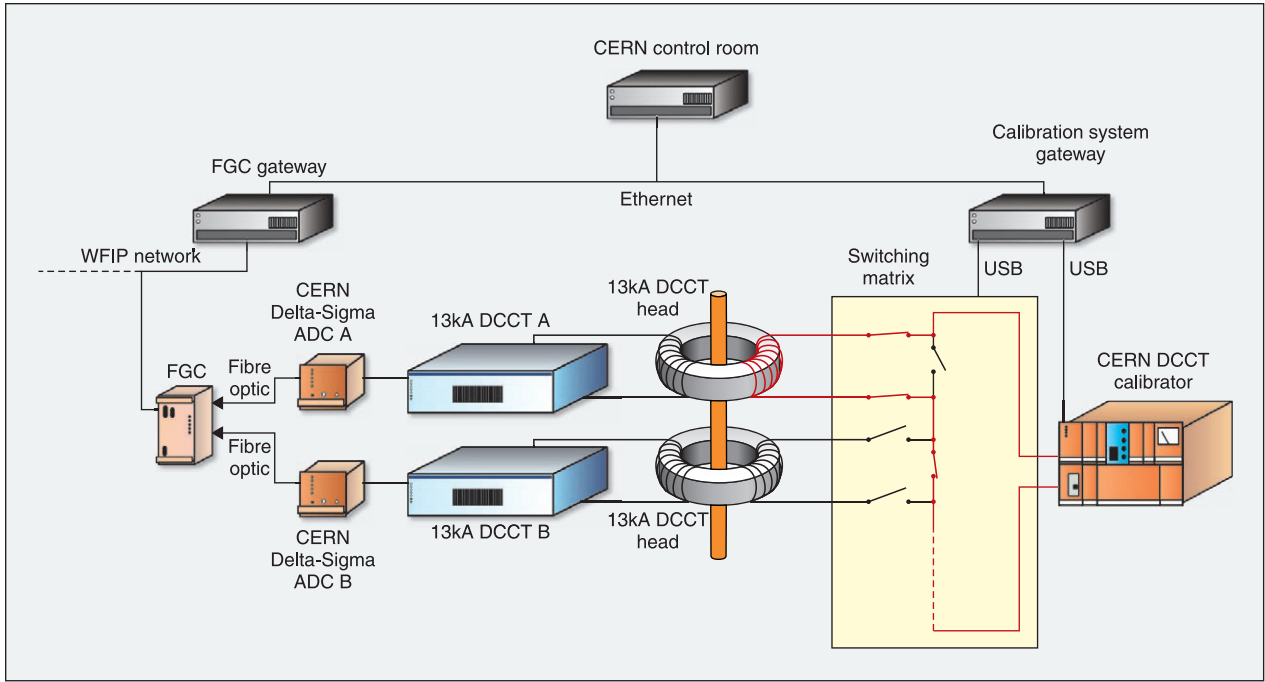 CERN control room
Calibration system
gateway
FGC gateway
Ethernet
WFIP network
Switching
matrix
USB
USB
CERN
Delta-Sigma
ADC A
13kA DCCT A
13kA DCCT
head
CERN DCCT
calibrator
FGC
Fibre
optic
Fibre
optic
13kA DCCT B
13kA DCCT
head
CERN
Delta-Sigma
ADC B